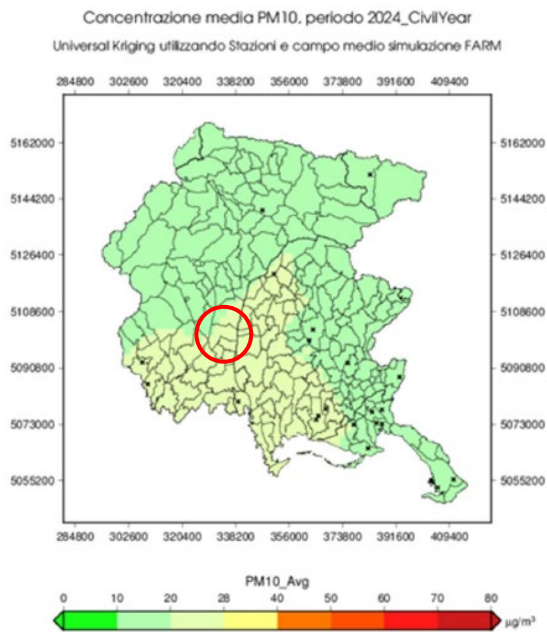 Concentrazione media PM10, periodo 2024_CivilYear
Universal Kriging utilizzando Stazioni e campo medio simulazione FARM
284800 302600 320400 338200 356000 373800 391600 409400
5162000 5162000
5144200 5144200
5126400 5126400
5108600 5108600
5090800 5090800
5073000 5073000
5055200 5055200
284800 302600 320400 338200 356000 373800 391600 409400
PM10_Avg
0 10 20 28 40 50 60 70 80
µg/m³